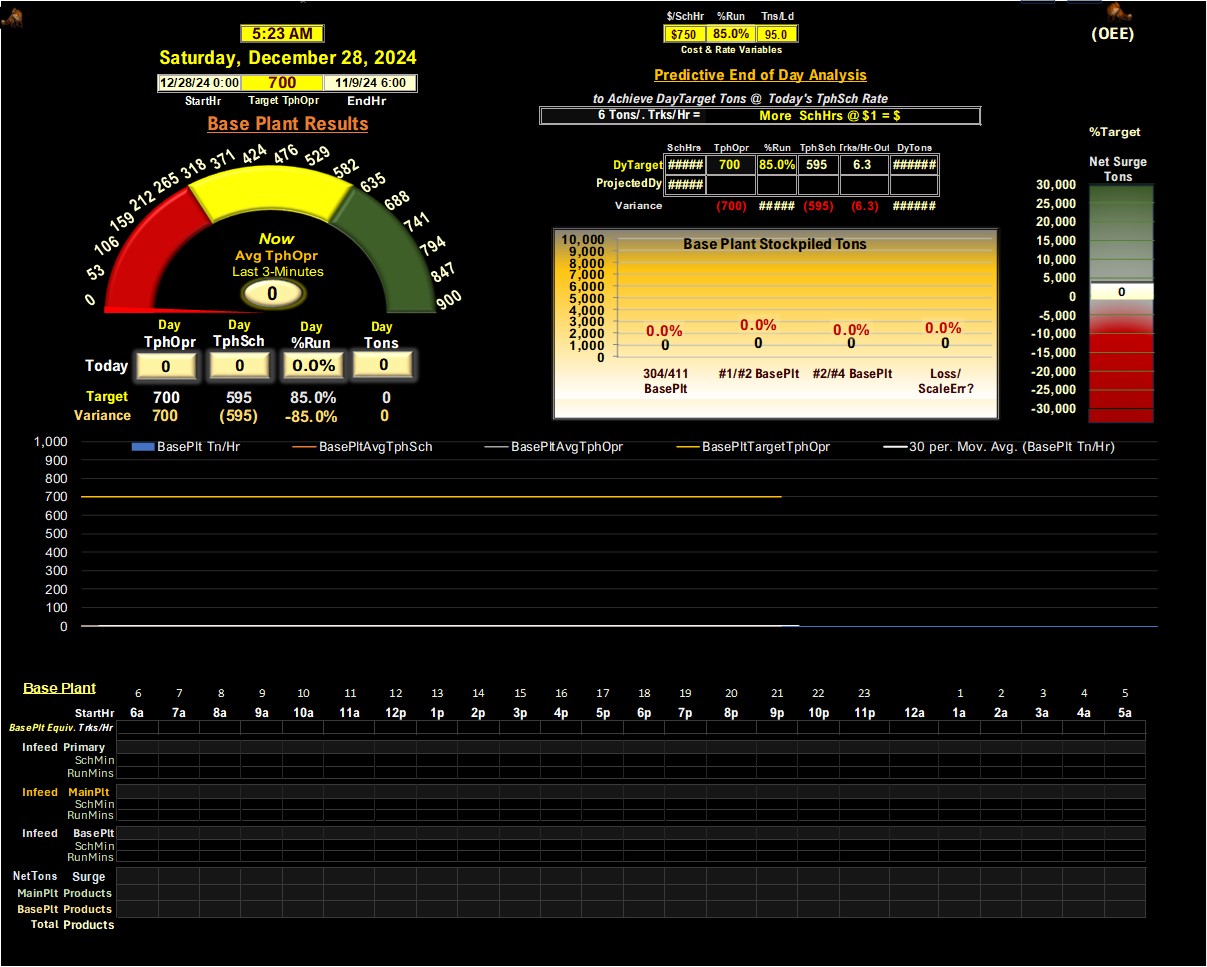 $/SchHr %Run Tns/Ld
5:23 AM
$750 85.0% 95.0
(OEE)
Cost & Rate Variables
Saturday, December 28, 2024
Predictive End of Day Analysis
12/28/24 0:00 700 11/9/24 6:00
StartHr Target TphOpr EndHr
to Achieve DayTarget Tons @ Today's TphSch Rate
6 Tons/. Trks/Hr = More SchHrs @ $1 = $
Base Plant Results
%Target
SchHrs TphOpr %Run TphSch Trks/Hr-Out DyTons
DyTarget ##### 700 85.0% 595 6.3 ######
ProjectedDy #####
Variance (700) ##### (595) (6.3) ######
Net Surge
Tons
30,000
25,000
20,000
15,000
10,000
5,000
0
-5,000
-10,000
-15,000
-20,000
-25,000
-30,000
0
0 53 106 159 212 265 318 371 424 476 529 582 635 688 741 794 847 900
Now
Avg TphOpr
Last 3-Minutes
0
Base Plant Stockpiled Tons
10,000
9,000
8,000
7,000
6,000
5,000
4,000
3,000
2,000
1,000
0
0.0% 0.0% 0.0% 0.0%
0 0 0 0
304/411 BasePlt #1/#2 BasePlt #2/#4 BasePlt Loss/ ScaleErr?
Day Day Day Day
TphOpr TphSch %Run Tons
Today 0 0 0.0% 0
Target 700 595 85.0% 0
Variance 700 (595) -85.0% 0
BasePlt Tn/Hr BasePltAvgTphSch BasePltAvgTphOpr BasePltTargetTphOpr 30 per. Mov. Avg. (BasePlt Tn/Hr)
1,000
900
800
700
600
500
400
300
200
100
0
Base Plant 6 7 8 9 10 11 12 13 14 15 16 17 18 19 20 21 22 23 1 2 3 4 5
StartHr 6a 7a 8a 9a 10a 11a 12p 1p 2p 3p 4p 5p 6p 7p 8p 9p 10p 11p 12a 1a 2a 3a 4a 5a
BasePlt Equiv. Trks/Hr
Infeed Primary
SchMin
RunMins
Infeed MainPlt
SchMin
RunMins
Infeed BasePlt
SchMin
RunMins
NetTons Surge
MainPlt Products
BasePlt Products
Total Products